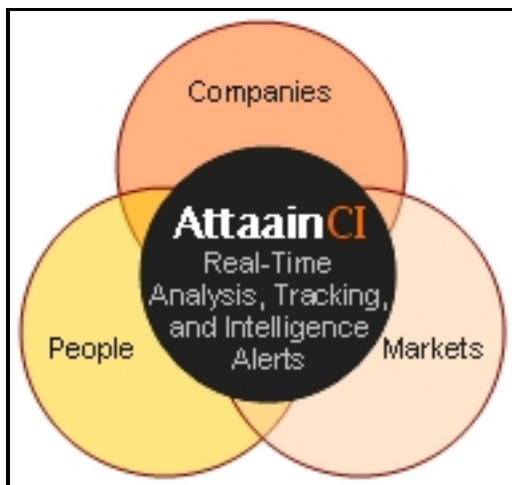 Companies
AttaainCI
Real-Time
Analysis, Tracking,
and Intelligence
Alerts
People
Markets